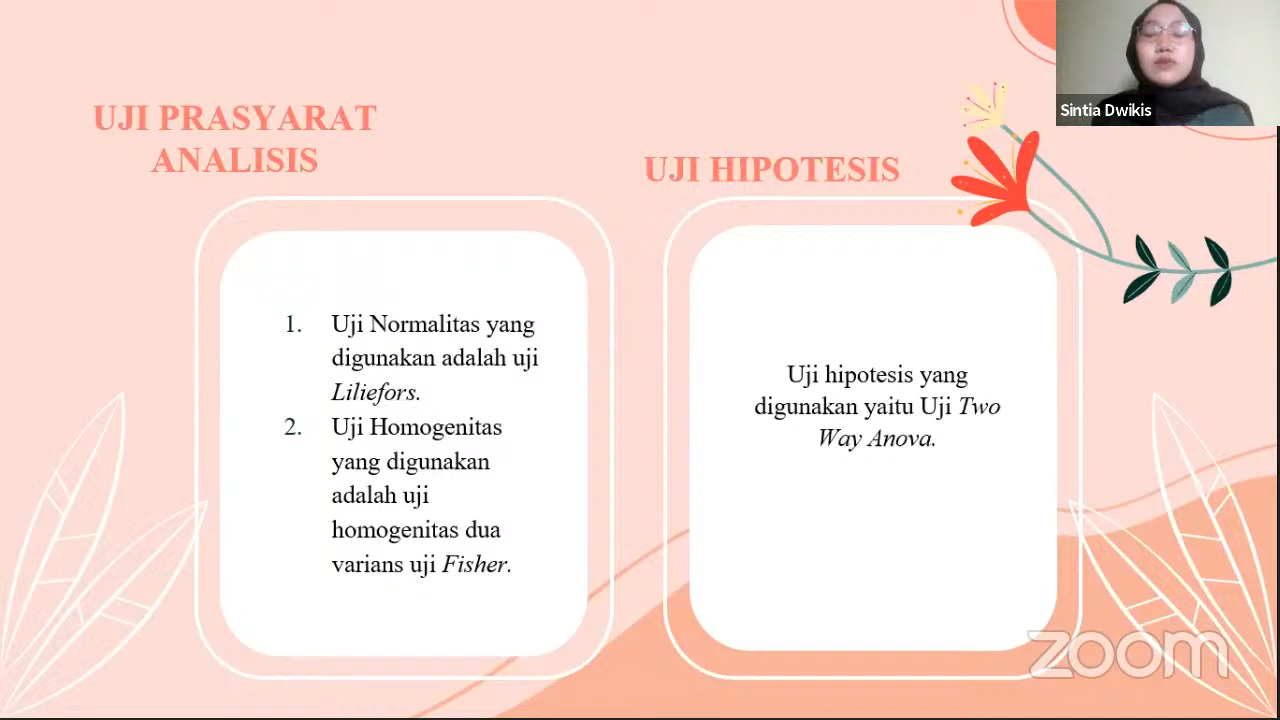 UJI PRASYARAT
ANALISIS
1. Uji Normalitas yang
digunakan adalah uji
Liliefors.
2. Uji Homogenitas
yang digunakan
adalah uji
homogenitas dua
varians uji Fisher.
UJI HIPOTESIS
Uji hipotesis yang
digunakan yaitu Uji Two
Way Anova.
Sintia Dwikis
zoom